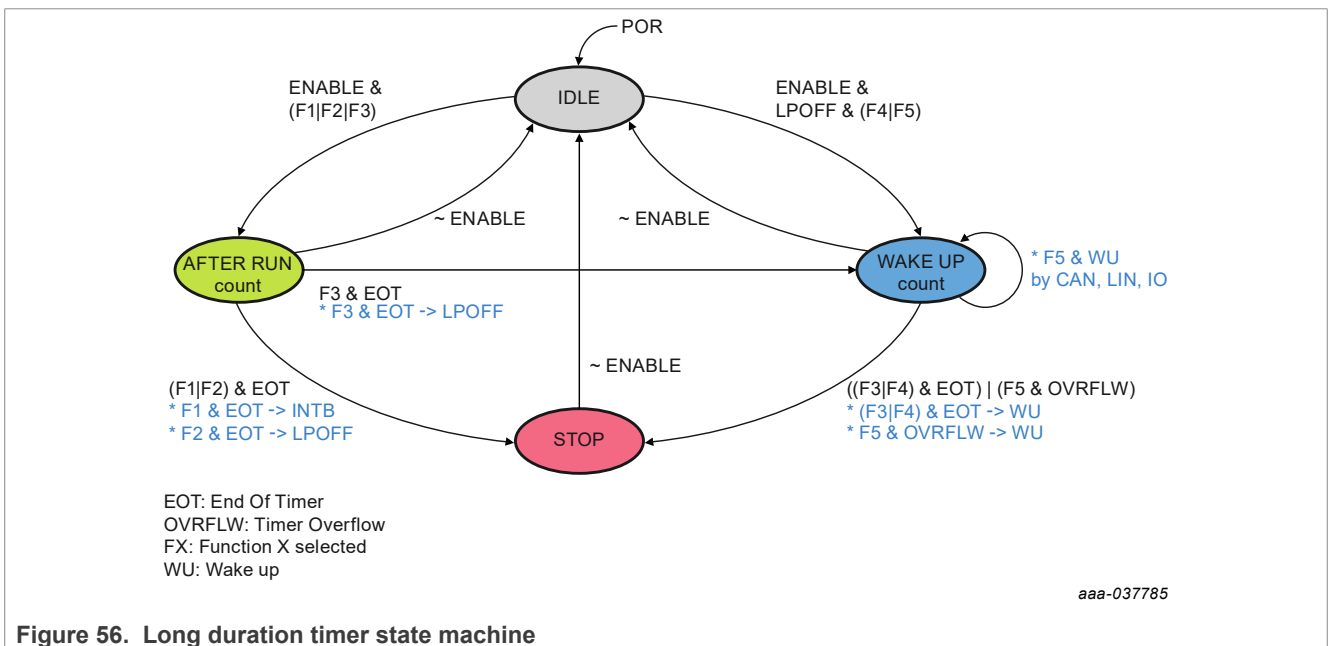 POR
ENABLE &
(F1|F2|F3)
IDLE
ENABLE &
LPOFF & (F4|F5)
~ ENABLE
~ ENABLE
AFTER RUN
count
WAKE UP
count
* F5 & WU
by CAN, LIN, IO
F3 & EOT
* F3 & EOT -> LPOFF
~ ENABLE
(F1|F2) & EOT
* F1 & EOT -> INTB
* F2 & EOT -> LPOFF
((F3|F4) & EOT) | (F5 & OVRFLW)
* (F3|F4) & EOT -> WU
* F5 & OVRFLW -> WU
STOP
EOT: End Of Timer
OVRFLW: Timer Overflow
FX: Function X selected
WU: Wake up
aaa-037785
Figure 56. Long duration timer state machine